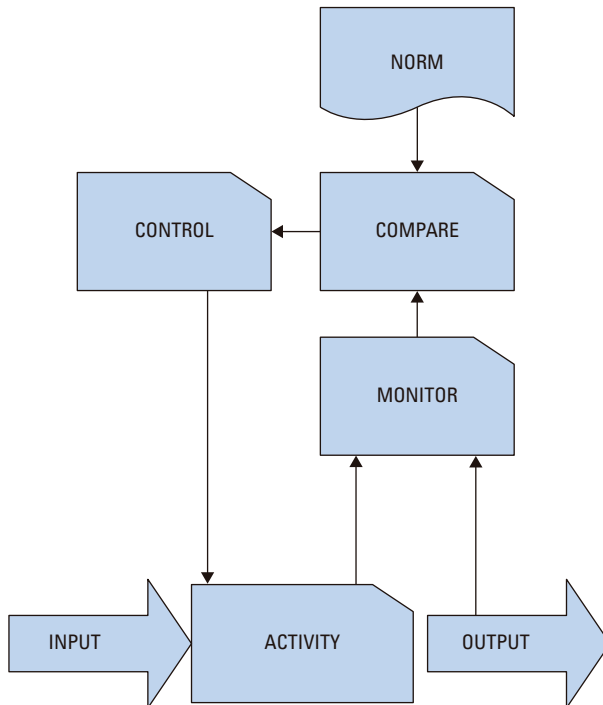 NORM
CONTROL
COMPARE
MONITOR
INPUT
ACTIVITY
OUTPUT